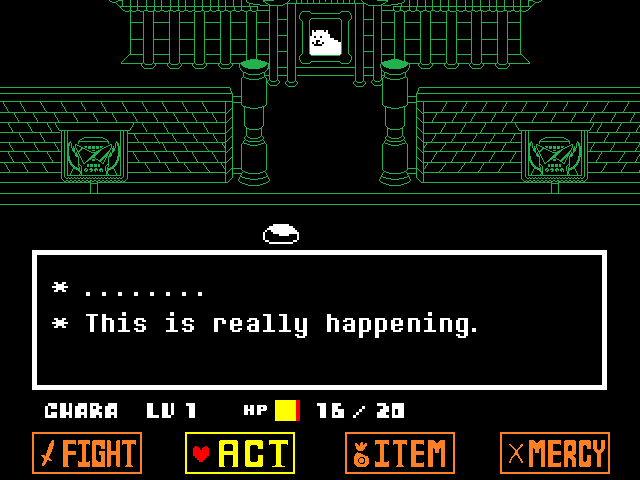 * ........
* This is really happening.
CHARA LV 1 HP 16 / 20
FIGHT ACT ITEM MERCY